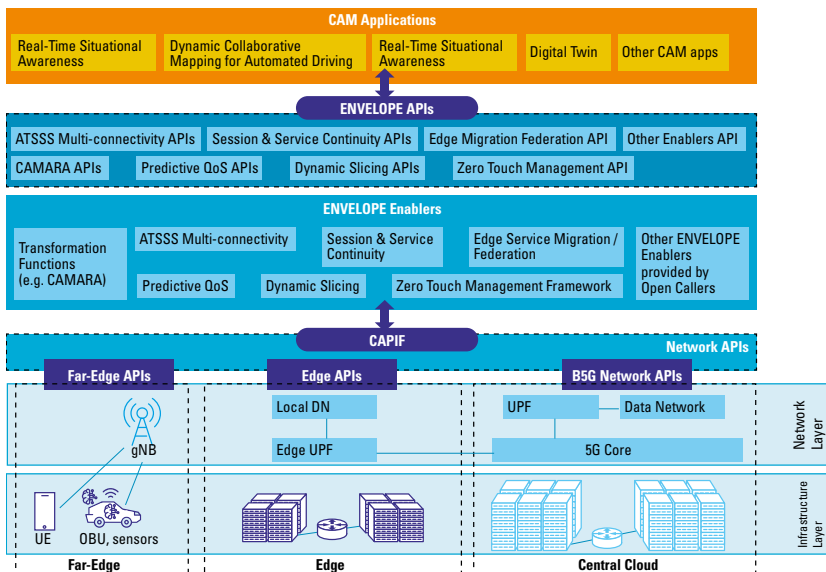 CAM Applications
Real-Time Situational
Awareness
Dynamic Collaborative
Mapping for Automated Driving
Real-Time Situational
Awareness
Digital Twin
Other CAM apps
ENVELOPE APIs
ATSSS Multi-connectivity APIs
Session & Service Continuity APIs
Edge Migration Federation API
Other Enablers API
CAMARA APIs
Predictive QoS APIs
Dynamic Slicing APIs
Zero Touch Management API
ENVELOPE Enablers
Transformation
Functions
(e.g. CAMARA)
ATSSS Multi-connectivity
Session & Service
Continuity
Edge Service Migration /
Federation
Other ENVELOPE
Enablers
provided by
Open Callers
Predictive QoS
Dynamic Slicing
Zero Touch Management Framework
CAPIF
Network APIs
Far-Edge APIs
Edge APIs
B5G Network APIs
Local DN
UPF
Data Network
gNB
Edge UPF
5G Core
Network
Layer
UE
OBU, sensors
Infrastructure
Layer
Far-Edge
Edge
Central Cloud